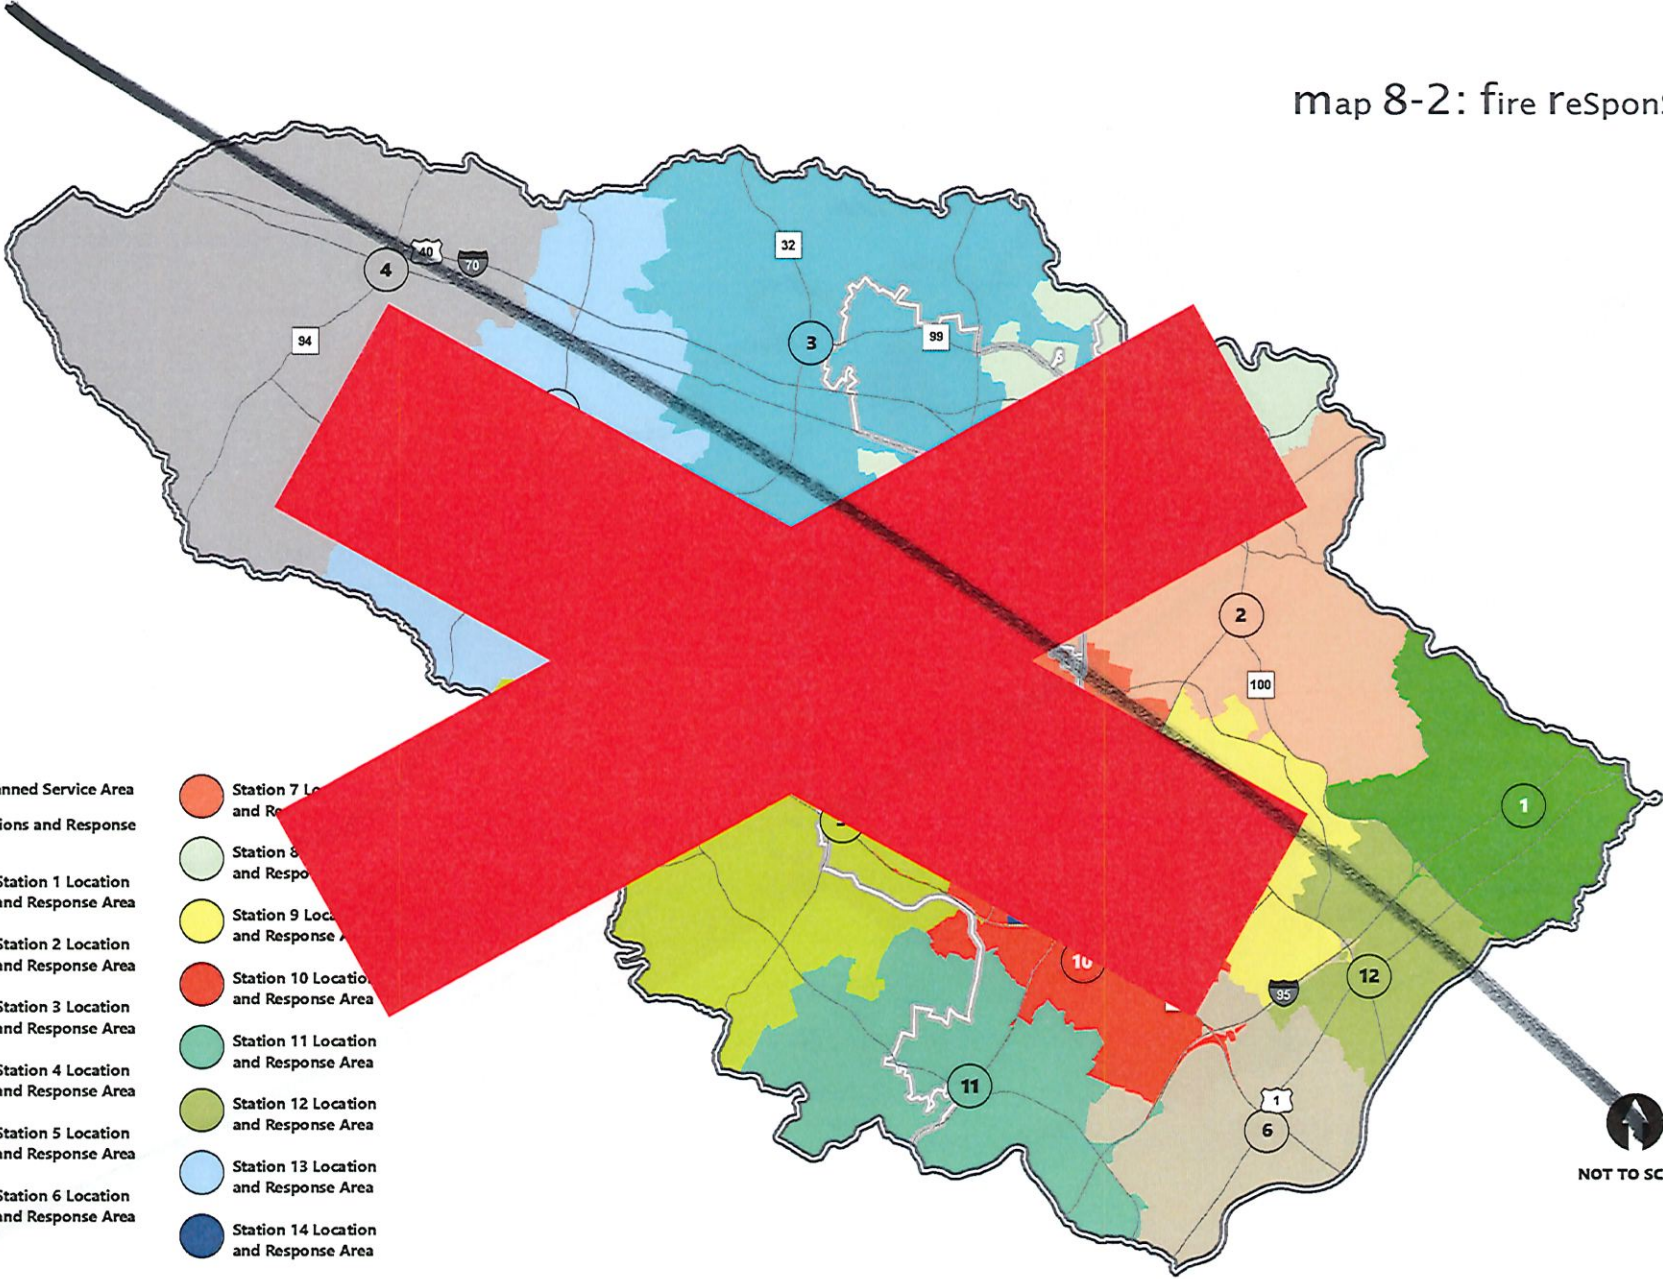 map 8-2: fire reSpon
40
70
4
32
94
3
99
2
100
1
10
12
95
11
1
6
NOT TO
Service Area
and Response
Station 1 Location
and Response Area
Station 2 Location
and Response Area
Station 3 Location
and Response Area
Station 4 Location
and Response Area
Station 5 Location
and Response Area
Station 6 Location
and Response Area
Station 7
and
Station 8
and
Station 9
and Response
Station 10 Location
and Response Area
Station 11 Location
and Response Area
Station 12 Location
and Response Area
Station 13 Location
and Response Area
Station 14 Location
and Response Area